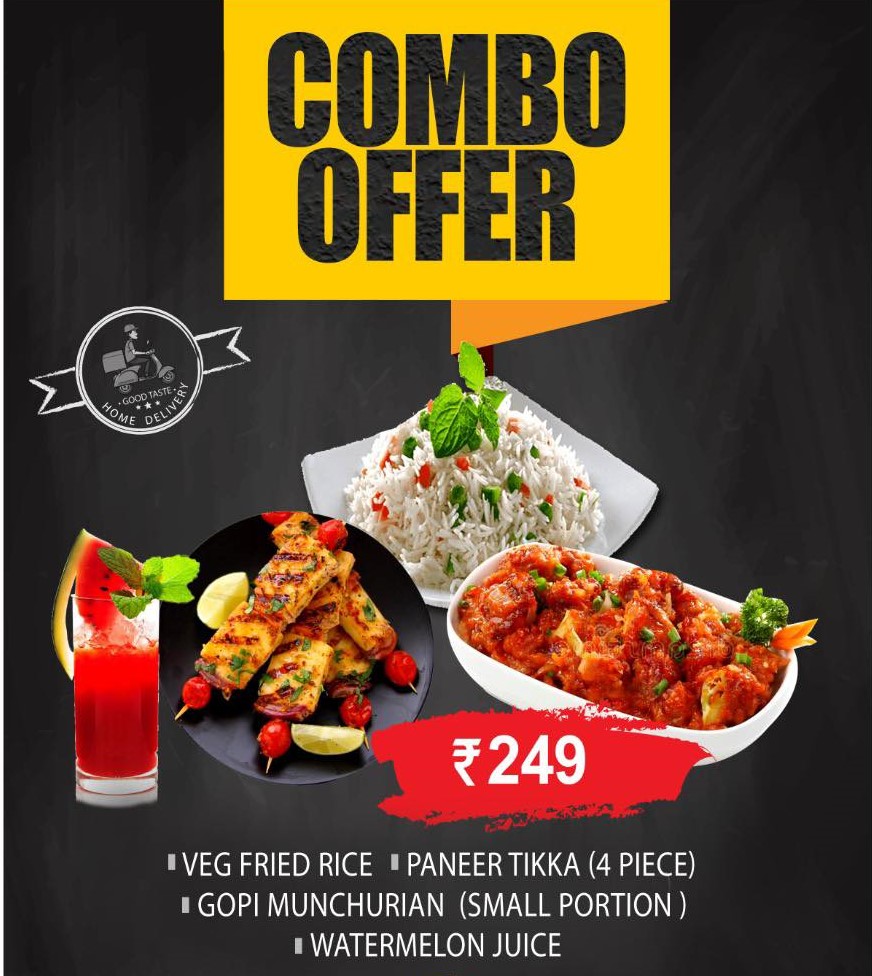 COMBO
OFFER
GOOD TASTE
HOME DELIVERY
₹249
VEG FRIED RICE PANEER TIKKA (4 PIECE)
GOPI MUNCHURIAN (SMALL PORTION )
WATERMELON JUICE